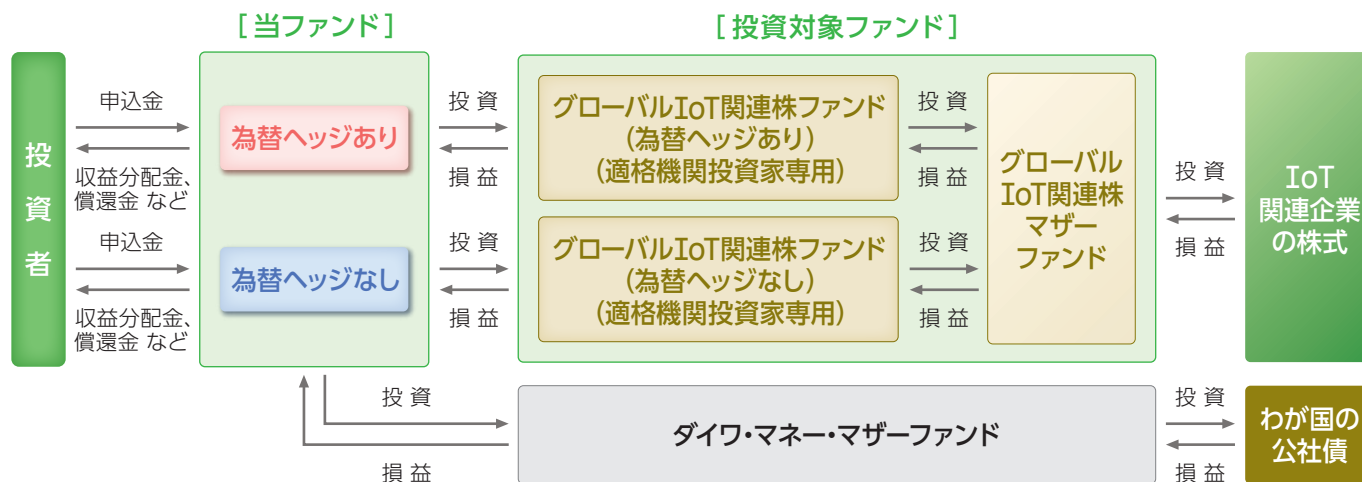 [当ファンド]
[投資対象ファンド]
投資者
申込金
収益分配金、
償還金 など
申込金
収益分配金、
償還金 など
為替ヘッジあり
為替ヘッジなし
投 資
損 益
投 資
損 益
グローバルIoT関連株ファンド
(為替ヘッジあり)
(適格機関投資家専用)
グローバルIoT関連株ファンド
(為替ヘッジなし)
(適格機関投資家専用)
投 資
損 益
投 資
損 益
グローバル
IoT関連株
マザー
ファンド
投 資
損 益
IoT
関連企業
の株式
投 資
損 益
ダイワ・マネー・マザーファンド
投 資
損 益
わが国の
公社債